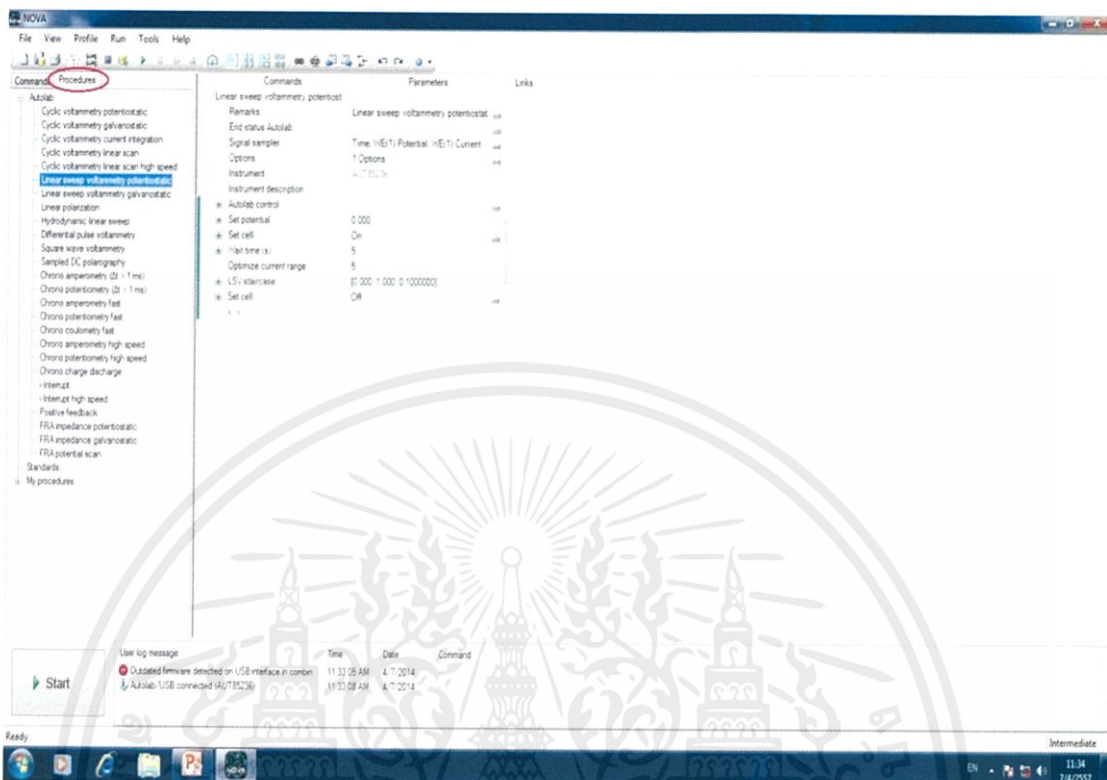 NOVA
File View Profile Run Tools Help
Commands Procedures
Autolab
Cyclic voltammetry potentiostatic
Cyclic voltammetry galvanostatic
Cyclic voltammetry current integration
Cyclic voltammetry linear scan
Cyclic voltammetry linear scan high speed
Linear sweep voltammetry potentiostatic
Linear sweep voltammetry galvanostatic
Linear polarization
Hydrodynamic linear sweep
Differential pulse voltammetry
Square wave voltammetry
Sampled DC polarography
Chrono amperometry (Δt > 1 ms)
Chrono potentiometry (Δt > 1 ms)
Chrono amperometry fast
Chrono potentiometry fast
Chrono coulometry fast
Chrono amperometry high speed
Chrono potentiometry high speed
Chrono charge discharge
i-Interrupt
i-Interrupt high speed
Positive feedback
FRA impedance potentiostatic
FRA impedance galvanostatic
FRA potential scan
Standards
My procedures
Commands Parameters Links
Linear sweep voltammetry potentiost
Remarks Linear sweep voltammetry potentiostat
End status Autolab
Signal sampler Time, WE(1).Potential, WE(1).Current
Options 1 Options
Instrument AUT85236
Instrument description
Autolab control
Set potential 0.000
Set cell On
Wait time (s) 5
Optimize current range 5
LSV staircase [0.000, 1.000, 0.1000000]
Set cell Off
Start
User log message Time Date Command
Outdated firmware detected on USB interface in combin 11:33:05 AM 4/7/2014
Autolab USB connected (AUT85236) 11:33:08 AM 4/7/2014
Ready Intermediate
EN 11:34
7/4/2557